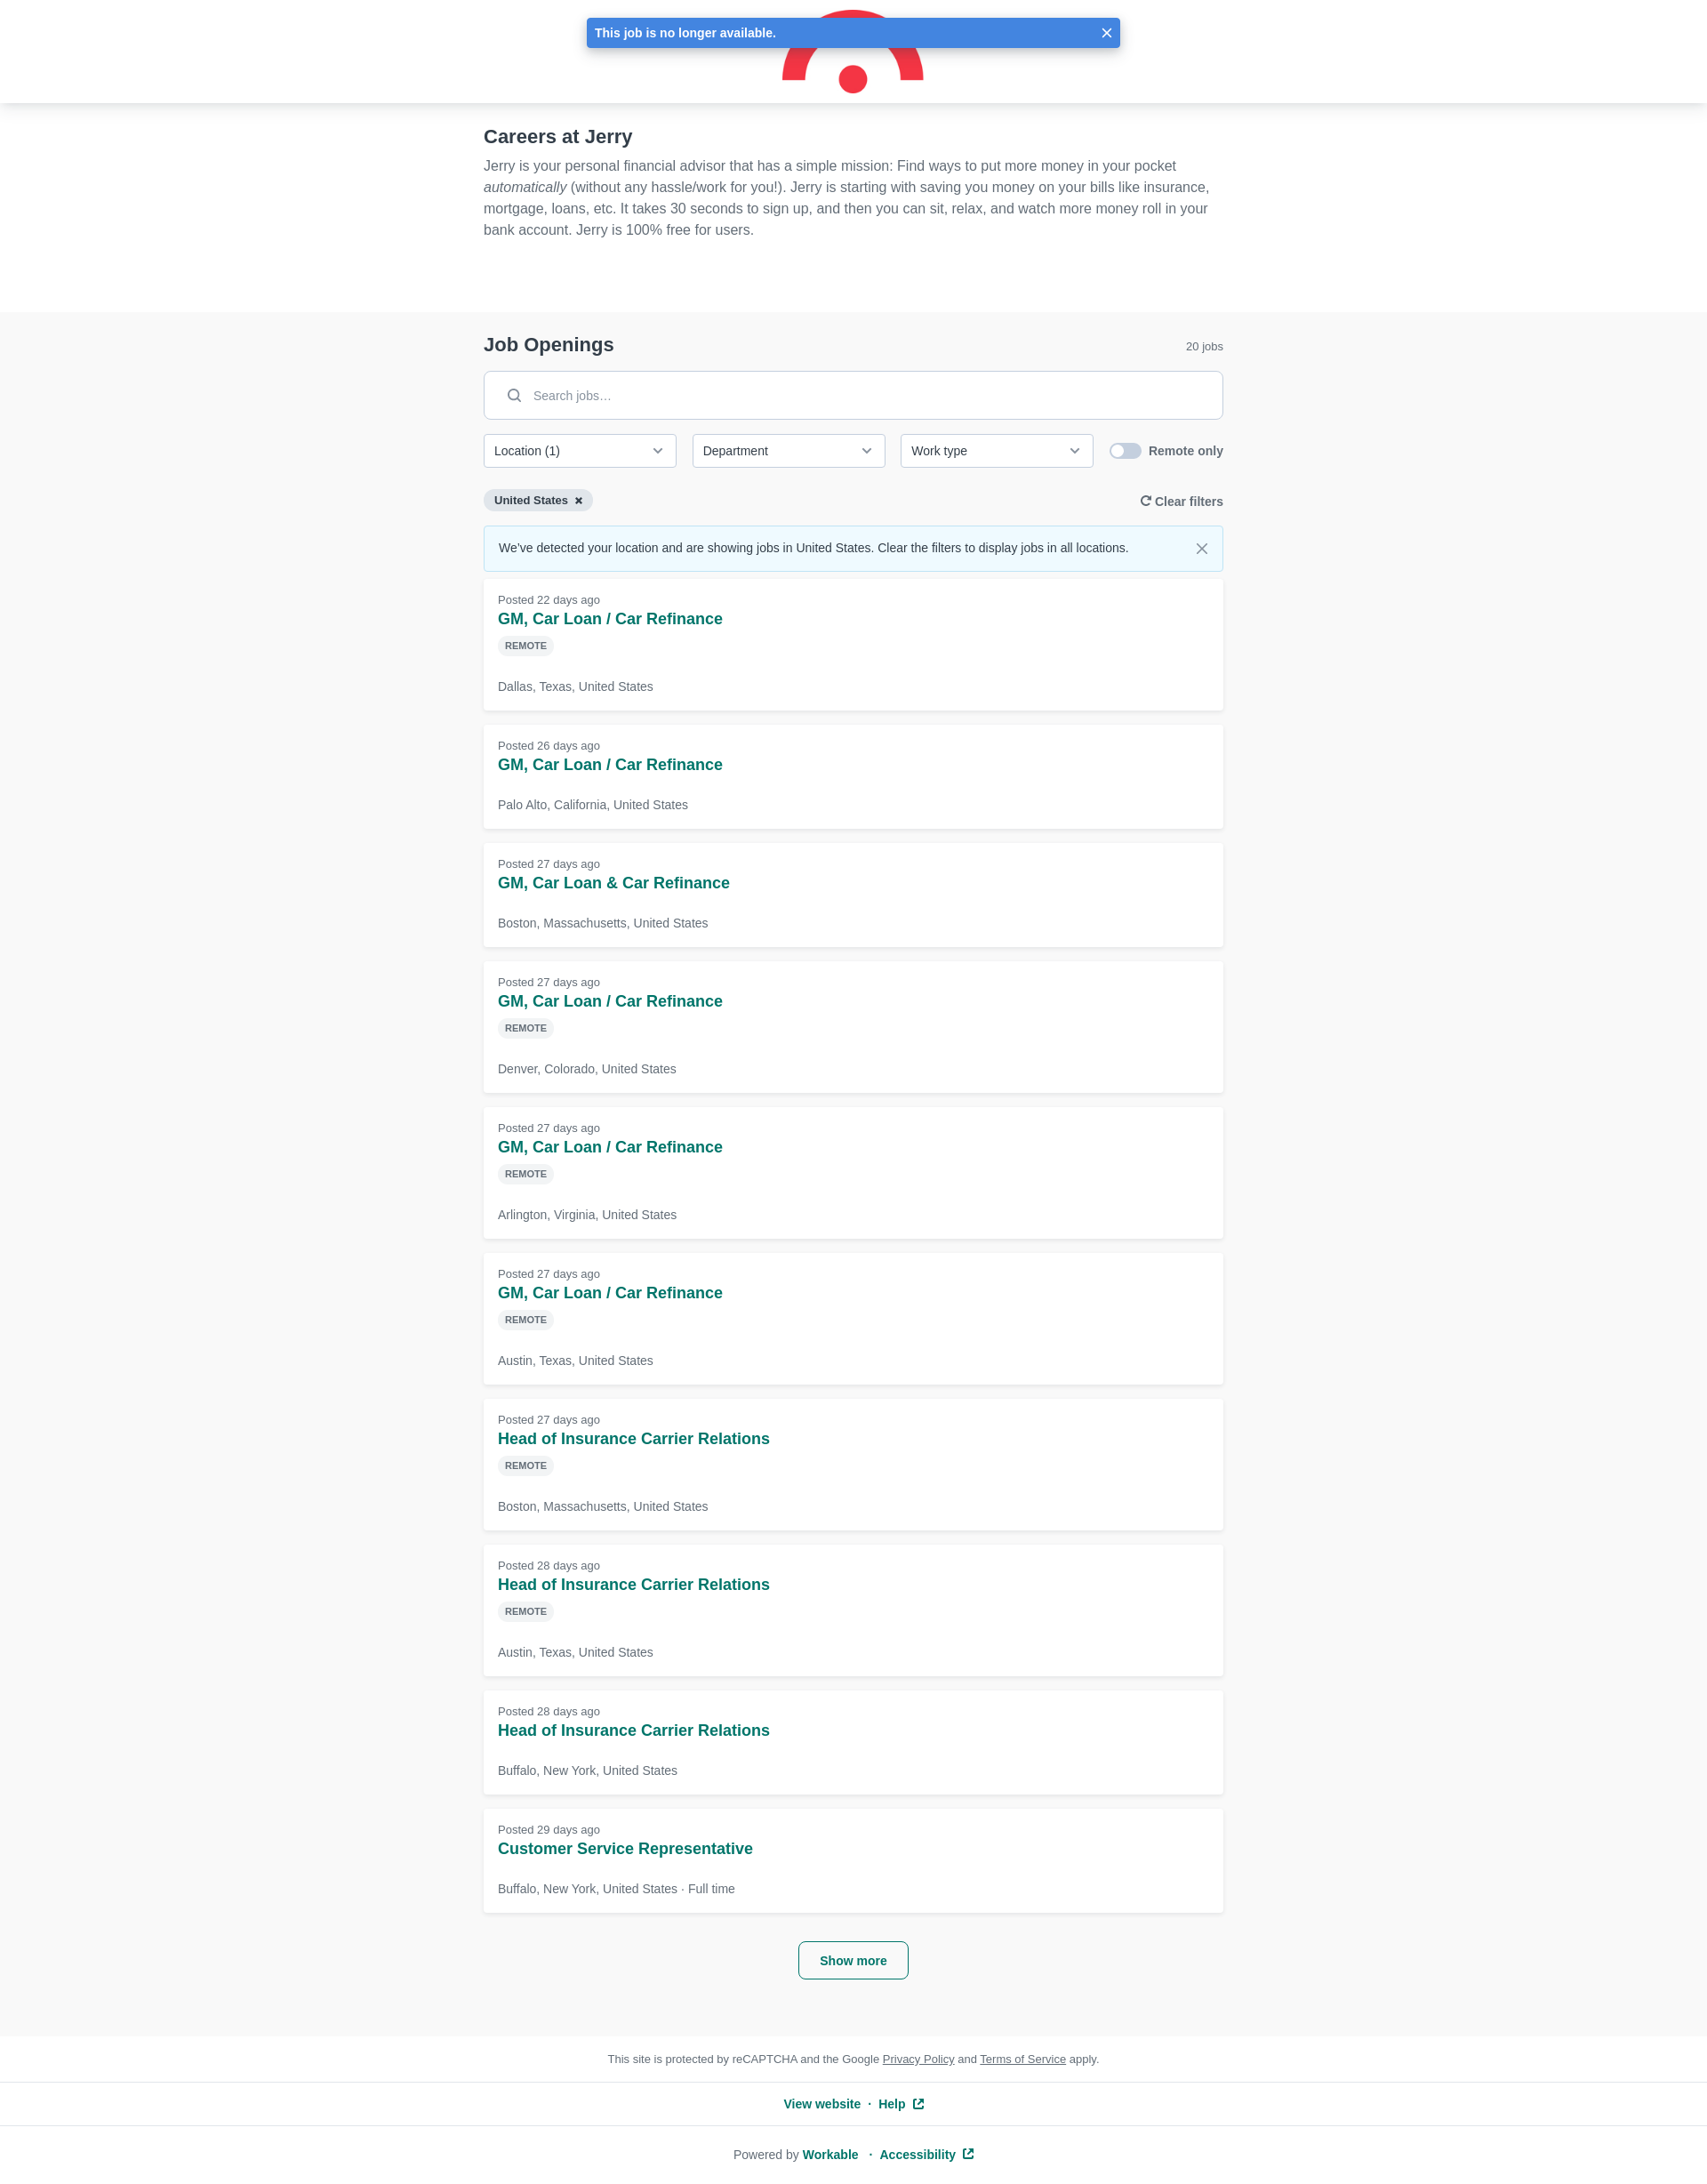 This job is no longer available.
Careers at Jerry
Jerry is your personal financial advisor that has a simple mission: Find ways to put more money in your pocket
automatically (without any hassle/work for you!). Jerry is starting with saving you money on your bills like insurance,
mortgage, loans, etc. It takes 30 seconds to sign up, and then you can sit, relax, and watch more money roll in your
bank account. Jerry is 100% free for users.
Job Openings
20 jobs
Search jobs…
Location (1)
Department
Work type
Remote only
United States
Clear filters
We've detected your location and are showing jobs in United States. Clear the filters to display jobs in all locations.
Posted 22 days ago
GM, Car Loan / Car Refinance
REMOTE
Dallas, Texas, United States
Posted 26 days ago
GM, Car Loan / Car Refinance
Palo Alto, California, United States
Posted 27 days ago
GM, Car Loan & Car Refinance
Boston, Massachusetts, United States
Posted 27 days ago
GM, Car Loan / Car Refinance
REMOTE
Denver, Colorado, United States
Posted 27 days ago
GM, Car Loan / Car Refinance
REMOTE
Arlington, Virginia, United States
Posted 27 days ago
GM, Car Loan / Car Refinance
REMOTE
Austin, Texas, United States
Posted 27 days ago
Head of Insurance Carrier Relations
REMOTE
Boston, Massachusetts, United States
Posted 28 days ago
Head of Insurance Carrier Relations
REMOTE
Austin, Texas, United States
Posted 28 days ago
Head of Insurance Carrier Relations
Buffalo, New York, United States
Posted 29 days ago
Customer Service Representative
Buffalo, New York, United States · Full time
Show more
This site is protected by reCAPTCHA and the Google Privacy Policy and Terms of Service apply.
View website · Help
Powered by Workable · Accessibility